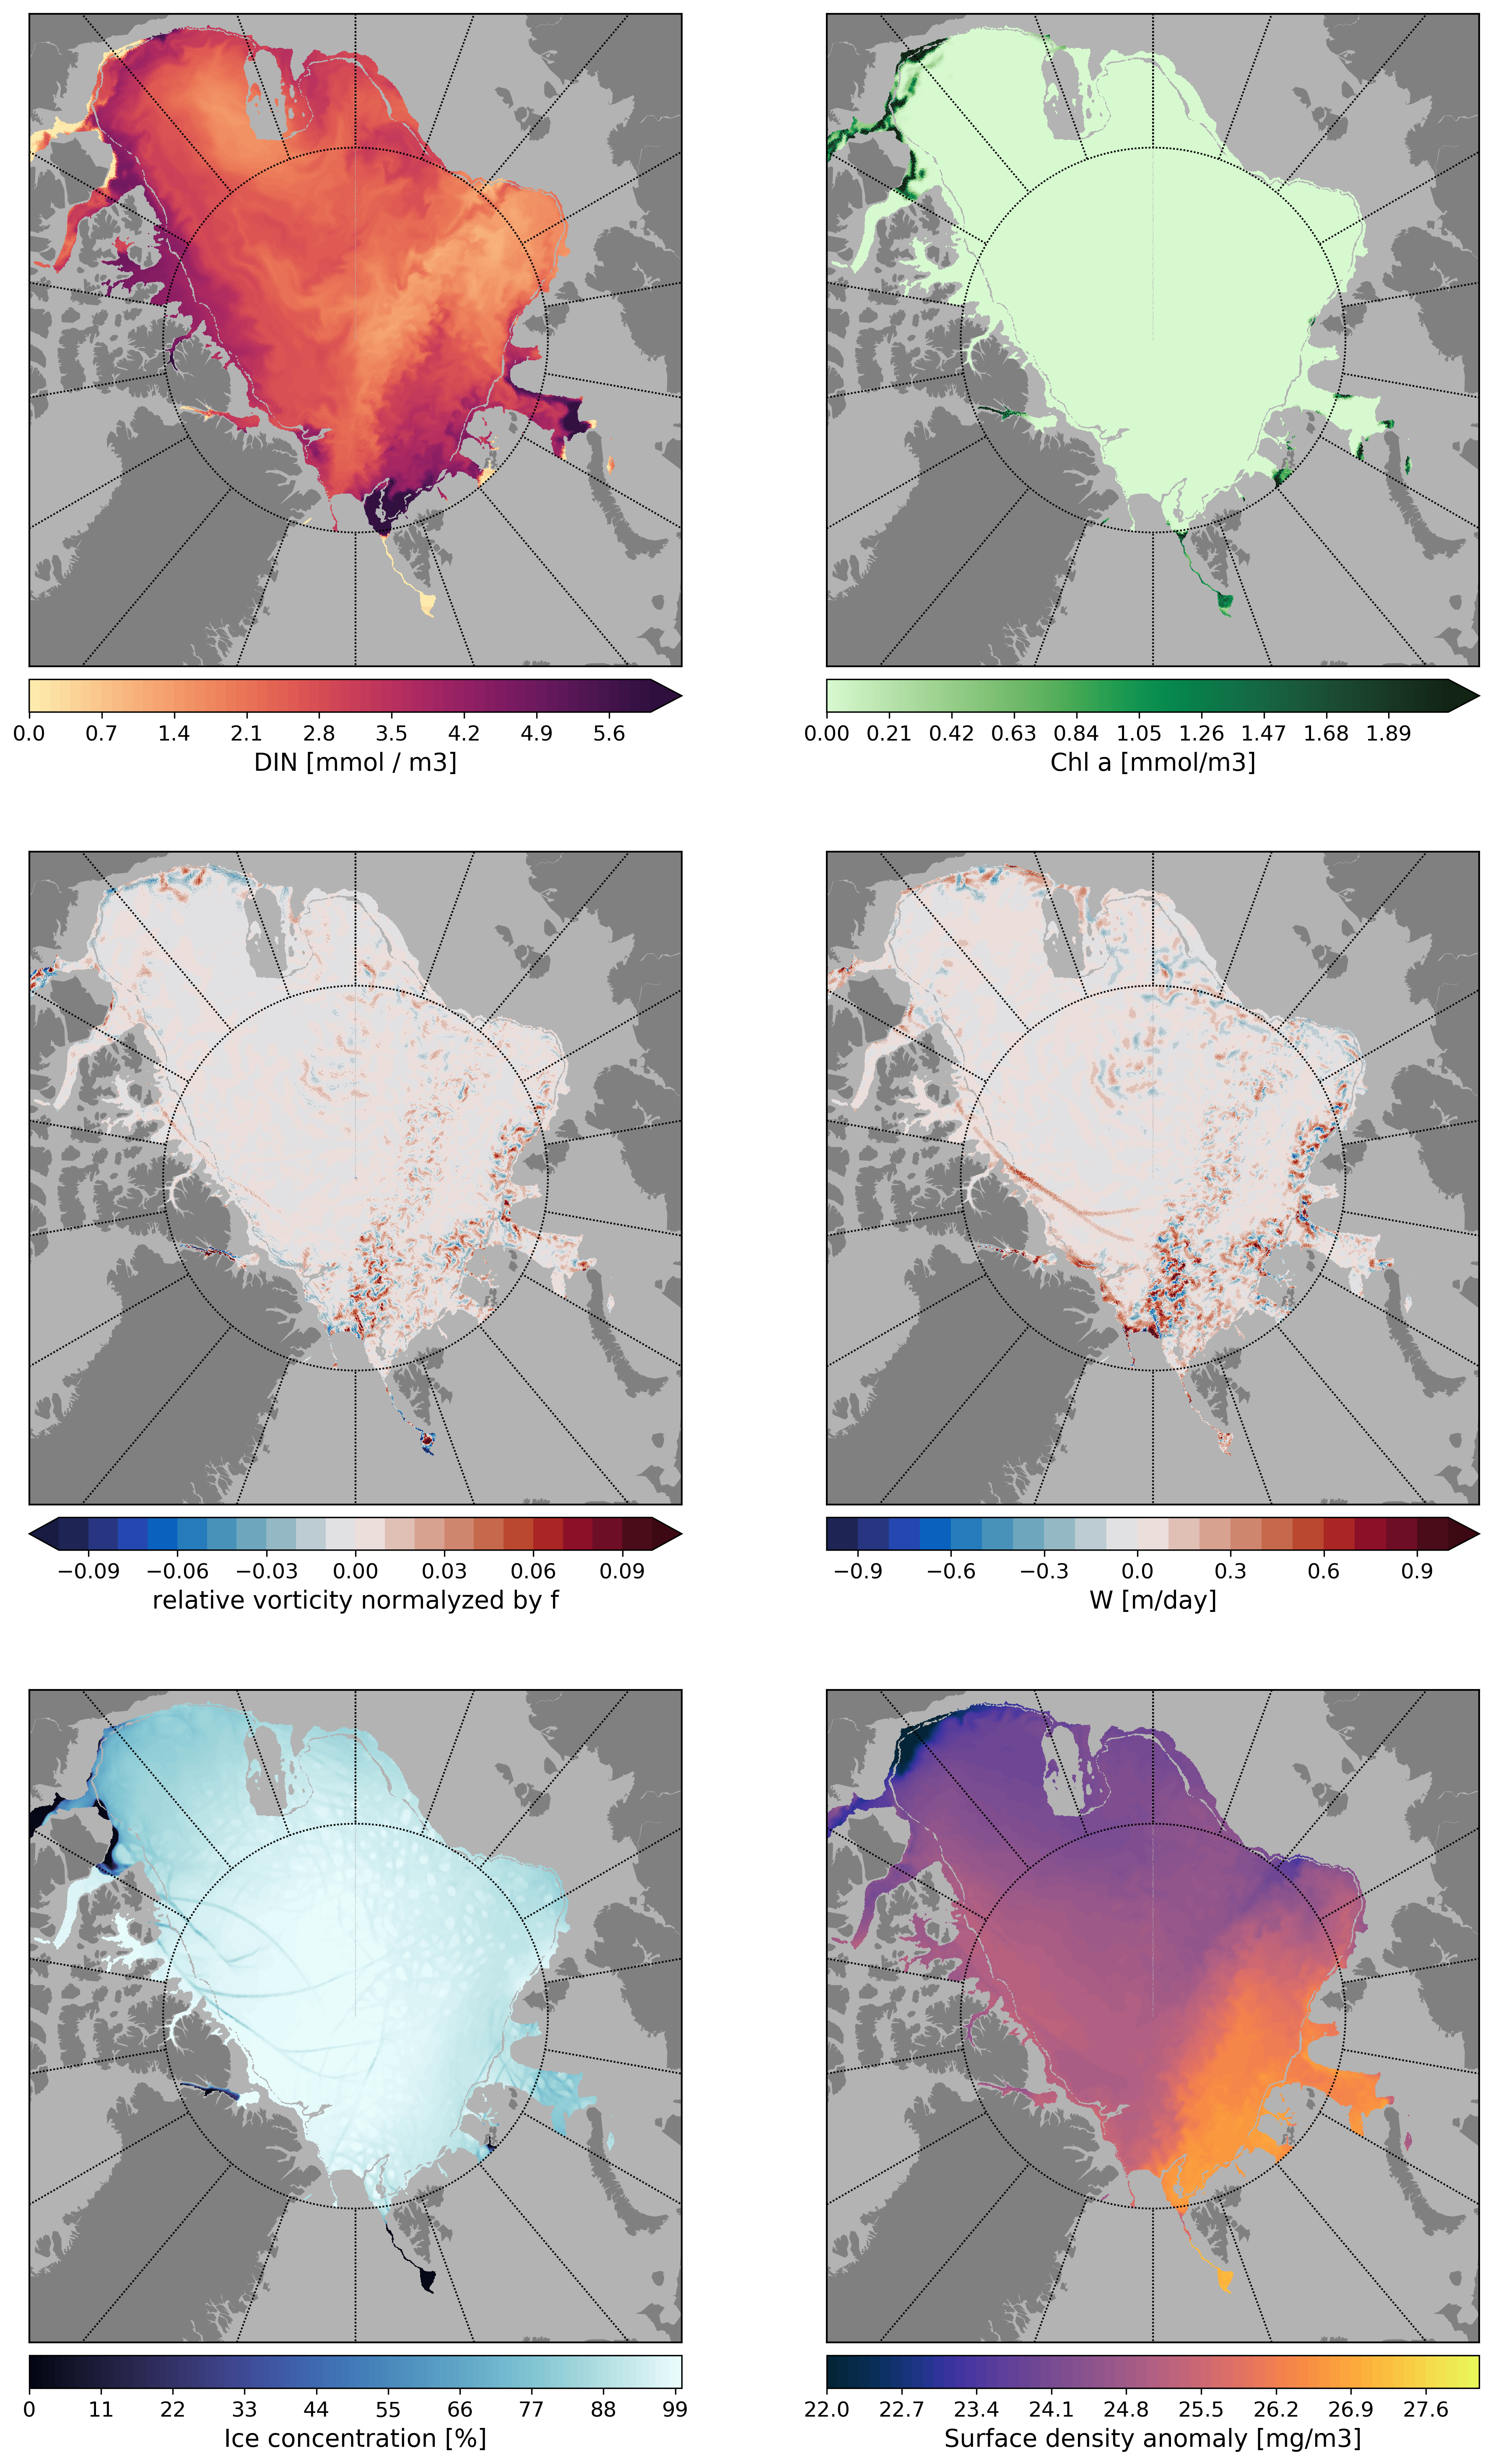 0.0 0.7 1.4 2.1 2.8 3.5 4.2 4.9 5.6
DIN [mmol / m3]
0.00 0.21 0.42 0.63 0.84 1.05 1.26 1.47 1.68 1.89
Chl a [mmol/m3]
−0.09 −0.06 −0.03 0.00 0.03 0.06 0.09
relative vorticity normalyzed by f
−0.9 −0.6 −0.3 0.0 0.3 0.6 0.9
W [m/day]
0 11 22 33 44 55 66 77 88 99
Ice concentration [%]
22.0 22.7 23.4 24.1 24.8 25.5 26.2 26.9 27.6
Surface density anomaly [mg/m3]